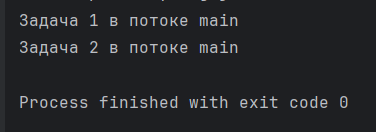 Задача 1 в потоке main
Задача 2 в потоке main
Process finished with exit code 0